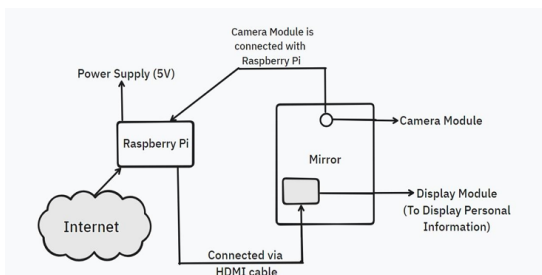 Camera Module is
connected with
Raspberry Pi
Power Supply (5V)
Raspberry Pi
Camera Module
Mirror
Display Module
(To Display Personal
Information)
Internet
Connected via
HDMI cable